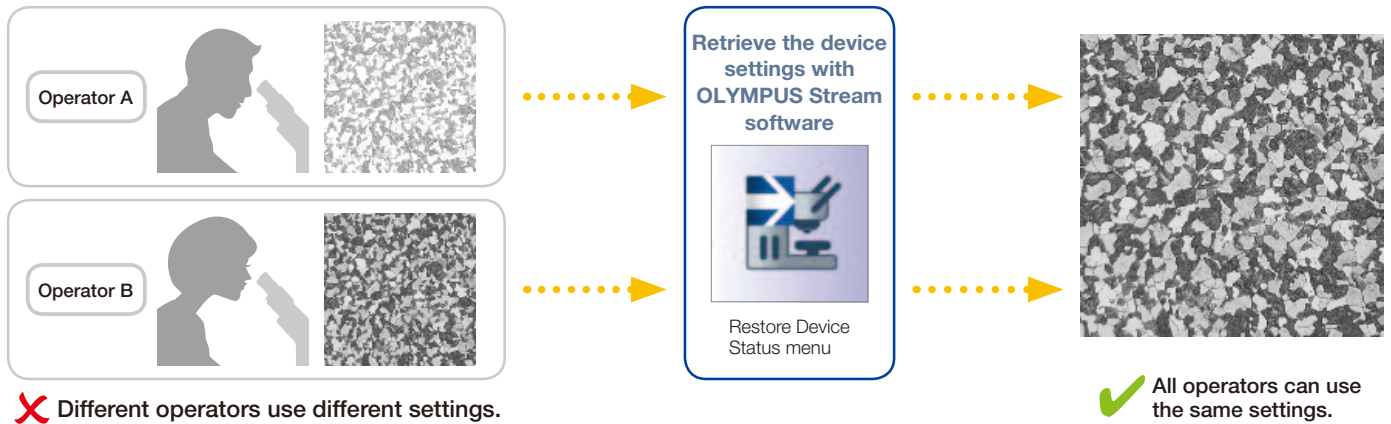 Operator A
Operator B
✗ Different operators use different settings.
Retrieve the device
settings with
OLYMPUS Stream
software
Restore Device
Status menu
✔ All operators can use
the same settings.